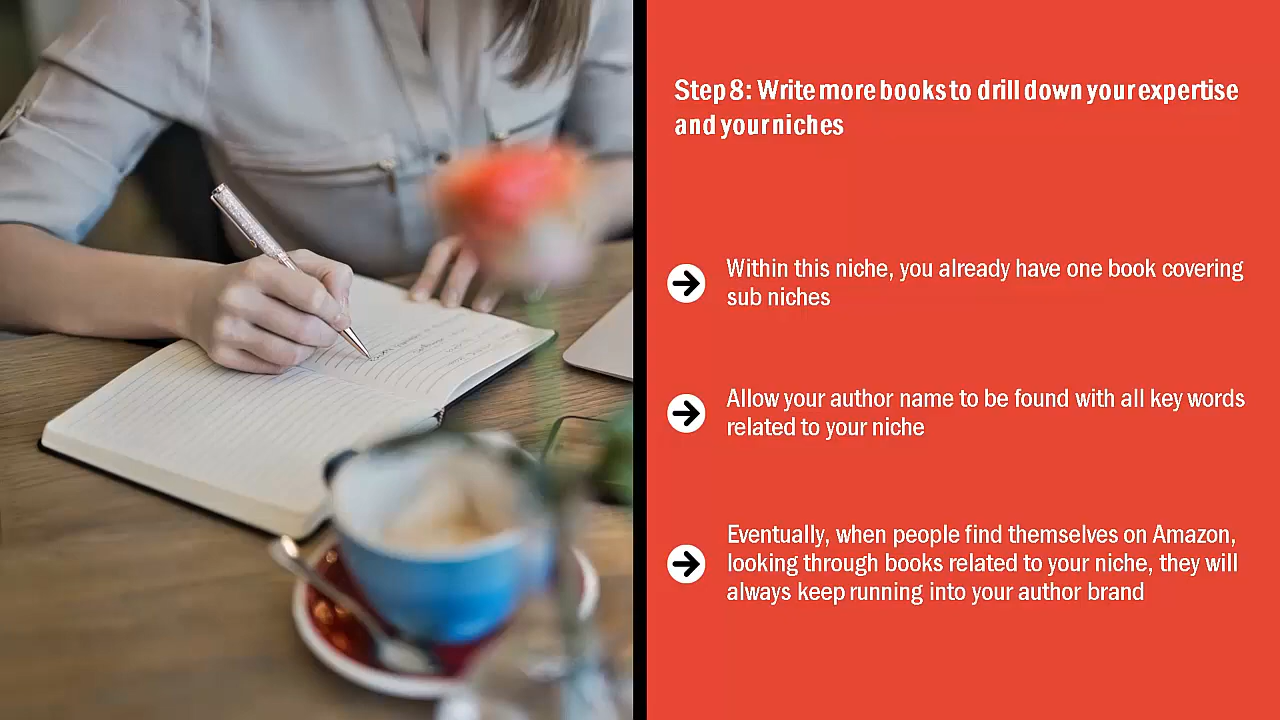 Step 8: Write more books to drill down your expertise
and your niches
Within this niche, you already have one book covering
sub niches
Allow your author name to be found with all key words
related to your niche
Eventually, when people find themselves on Amazon,
looking through books related to your niche, they will
always keep running into your author brand